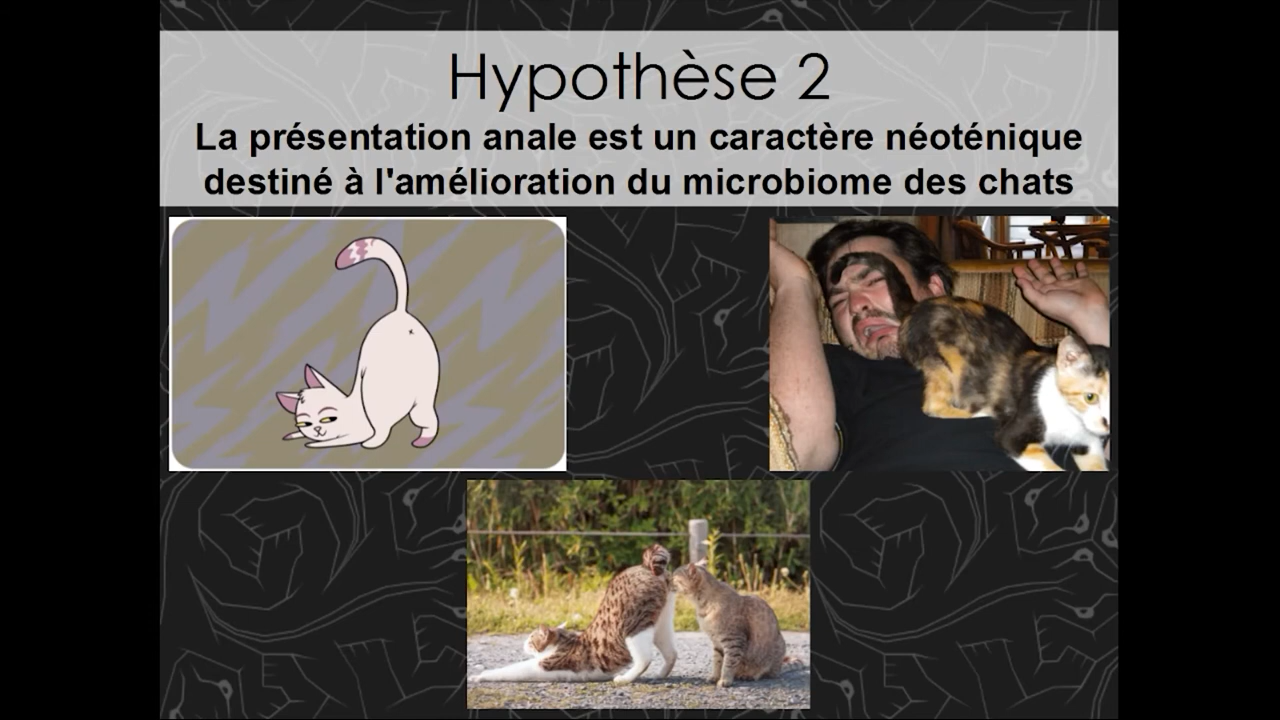 Hypothèse 2
La présentation anale est un caractère néoténique
destiné à l'amélioration du microbiome des chats